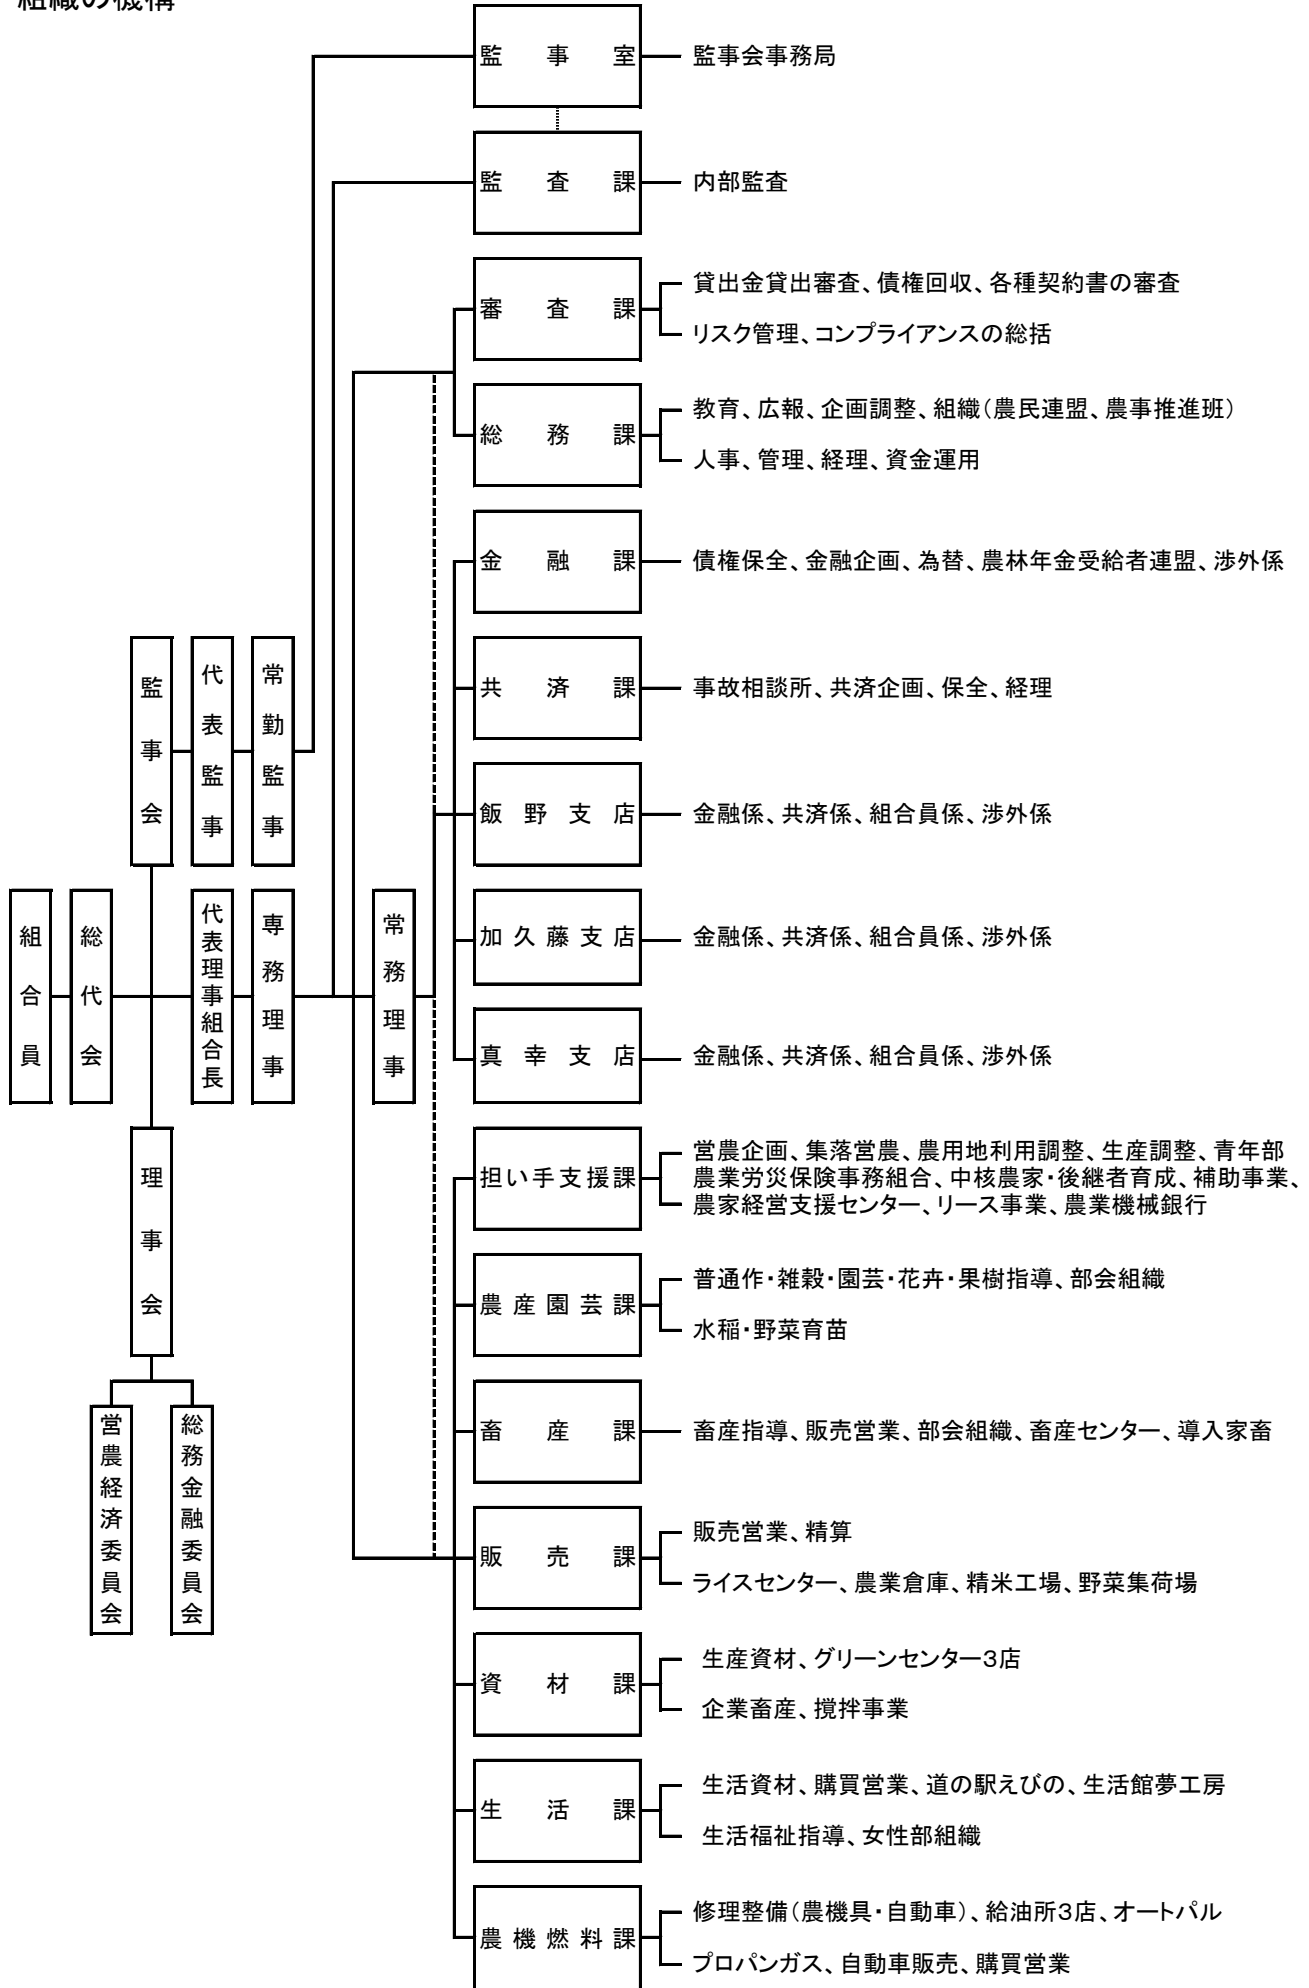 組織の機構
監事室
監事会事務局
監査課
内部監査
審査課
貸出金貸出審査、債権回収、各種契約書の審査
リスク管理、コンプライアンスの総括
総務課
教育、広報、企画調整、組織（農民連盟、農事推進班）
人事、管理、経理、資金運用
金融課
債権保全、金融企画、為替、農林年金受給者連盟、渉外係
共済課
事故相談所、共済企画、保全、経理
飯野支店
金融係、共済係、組合員係、渉外係
加久藤支店
金融係、共済係、組合員係、渉外係
真幸支店
金融係、共済係、組合員係、渉外係
監事会
代表監事
常勤監事
組合員
総代会
代表理事組合長
専務理事
常務理事
理事会
営農経済委員会
総務金融委員会
担い手支援課
営農企画、集落営農、農用地利用調整、生産調整、青年部
農業労災保険事務組合、中核農家・後継者育成、補助事業、
農家経営支援センター、リース事業、農業機械銀行
農産園芸課
普通作・雑穀・園芸・花卉・果樹指導、部会組織
水稲・野菜育苗
畜産課
畜産指導、販売営業、部会組織、畜産センター、導入家畜
販売課
販売営業、精算
ライスセンター、農業倉庫、精米工場、野菜集荷場
資材課
生産資材、グリーンセンター3店
企業畜産、撹拌事業
生活課
生活資材、購買営業、道の駅えびの、生活館夢工房
生活福祉指導、女性部組織
農機燃料課
修理整備（農機具・自動車）、給油所3店、オートパル
プロパンガス、自動車販売、購買営業